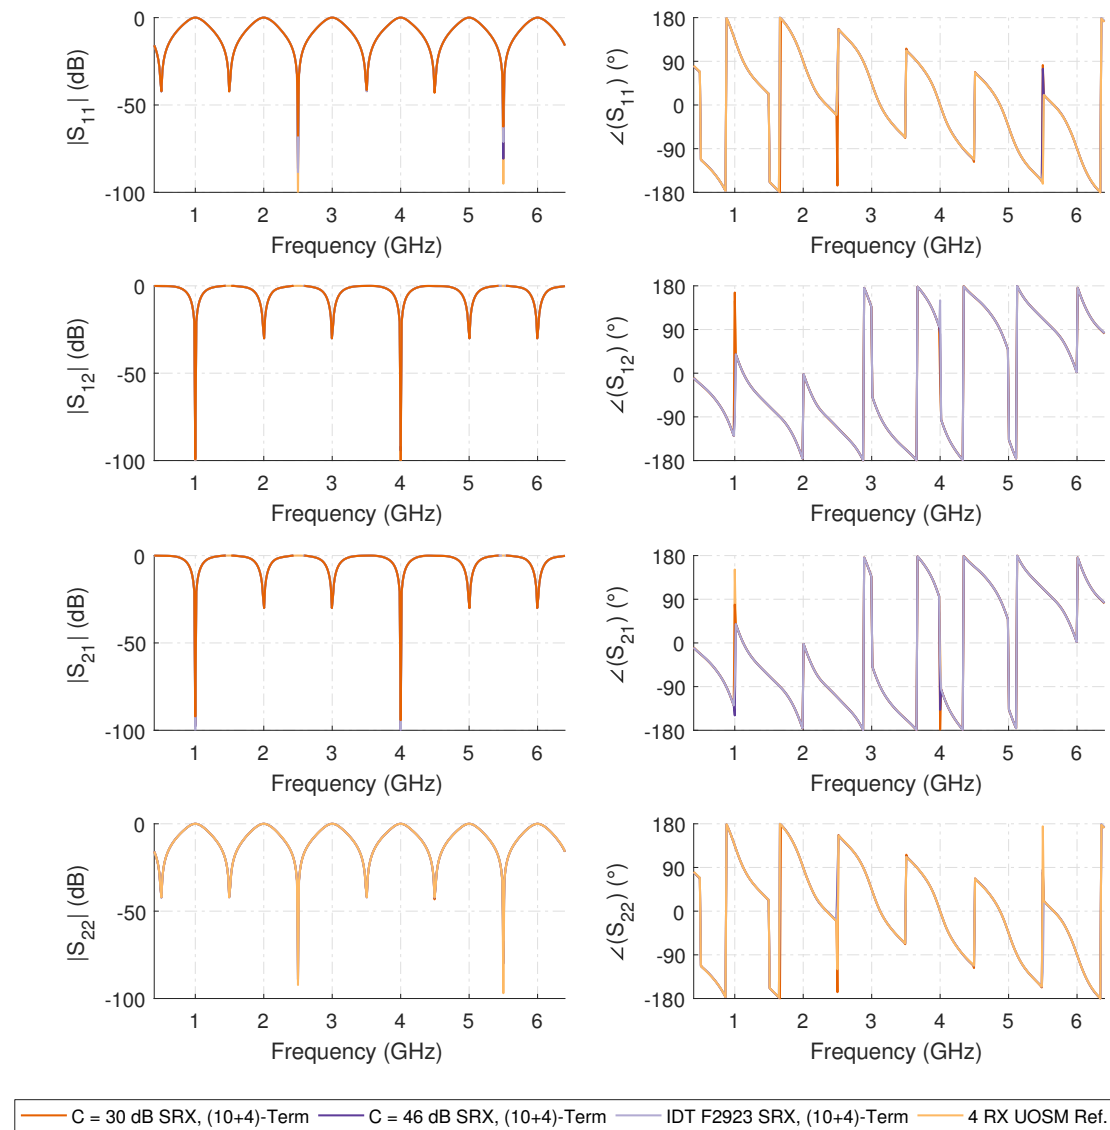 0
-50
-100
|S11| (dB)
1 2 3 4 5 6
Frequency (GHz)
180
90
0
-90
-180
∠(S11) (°)
1 2 3 4 5 6
Frequency (GHz)
0
-50
-100
|S12| (dB)
1 2 3 4 5 6
Frequency (GHz)
180
90
0
-90
-180
∠(S12) (°)
1 2 3 4 5 6
Frequency (GHz)
0
-50
-100
|S21| (dB)
1 2 3 4 5 6
Frequency (GHz)
180
90
0
-90
-180
∠(S21) (°)
1 2 3 4 5 6
Frequency (GHz)
0
-50
-100
|S22| (dB)
1 2 3 4 5 6
Frequency (GHz)
180
90
0
-90
-180
∠(S22) (°)
1 2 3 4 5 6
Frequency (GHz)
C = 30 dB SRX, (10+4)-Term C = 46 dB SRX, (10+4)-Term IDT F2923 SRX, (10+4)-Term 4 RX UOSM Ref.